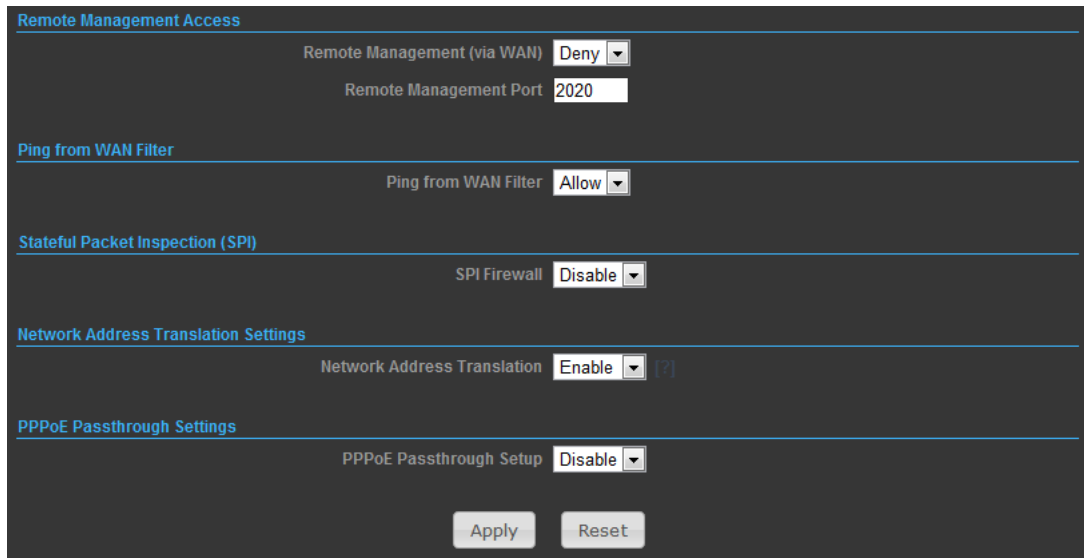 Remote Management Access
Remote Management (via WAN) Deny
Remote Management Port 2020
Ping from WAN Filter
Ping from WAN Filter Allow
Stateful Packet Inspection (SPI)
SPI Firewall Disable
Network Address Translation Settings
Network Address Translation Enable [?]
PPPoE Passthrough Settings
PPPoE Passthrough Setup Disable
Apply Reset